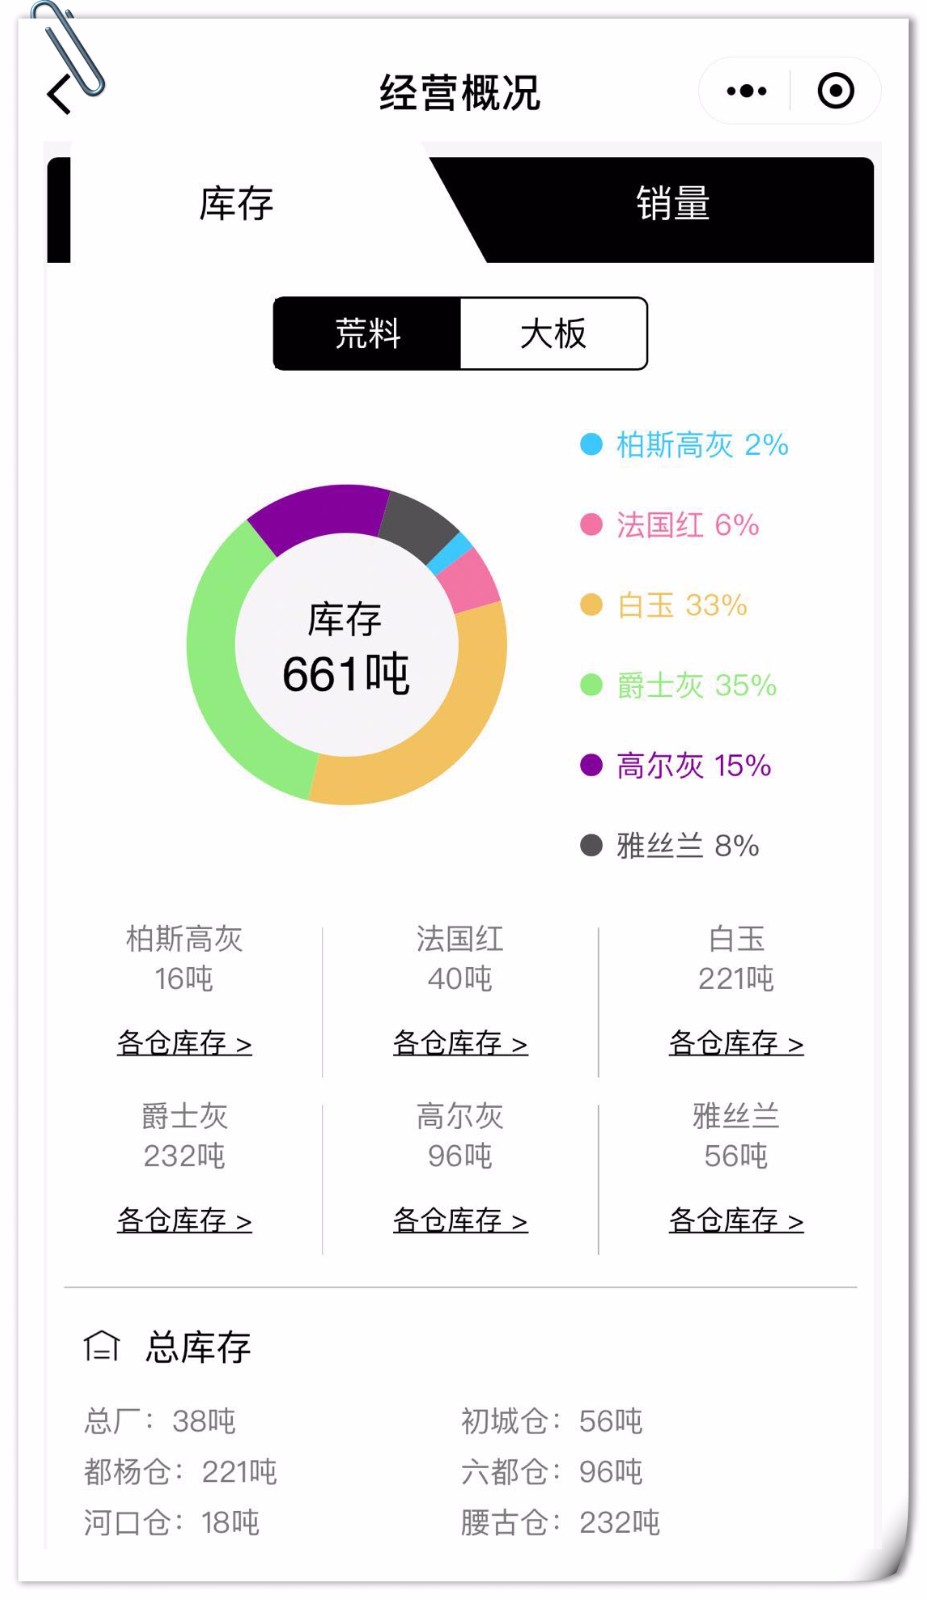 经营概况
库存
销量
荒料
大板
柏斯高灰 2%
法国红 6%
白玉 33%
爵士灰 35%
高尔灰 15%
雅丝兰 8%
库存
661吨
柏斯高灰
16吨
各仓库存 >
法国红
40吨
各仓库存 >
白玉
221吨
各仓库存 >
爵士灰
232吨
各仓库存 >
高尔灰
96吨
各仓库存 >
雅丝兰
56吨
各仓库存 >
总库存
总厂：38吨
初城仓：56吨
都杨仓：221吨
六都仓：96吨
河口仓：18吨
腰古仓：232吨